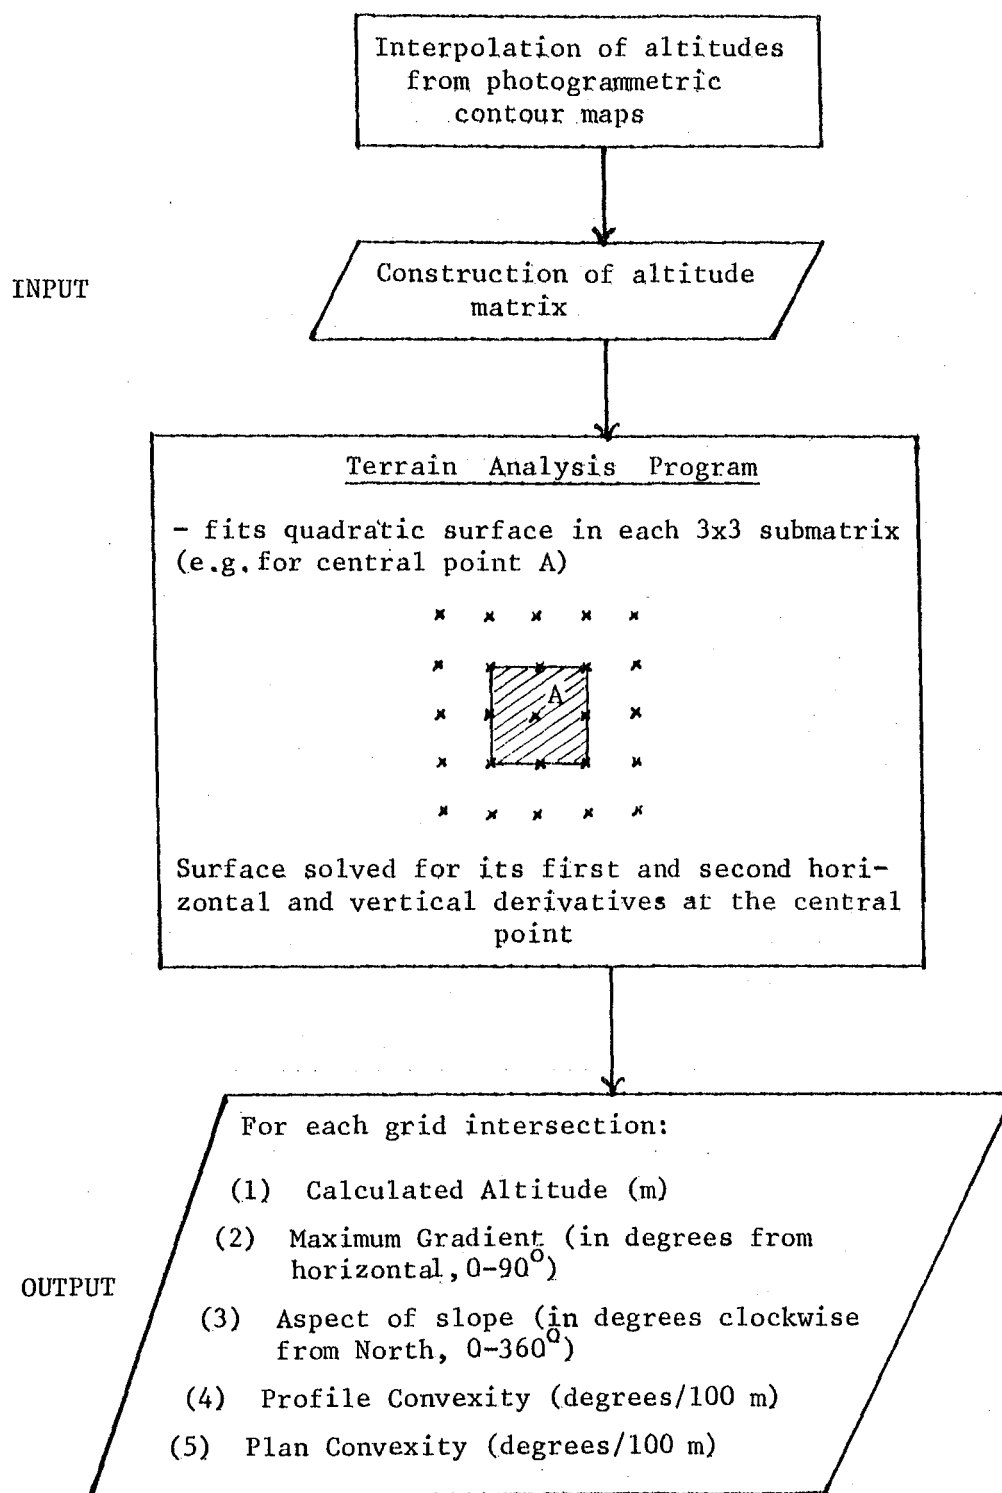 Interpolation of altitudes
from photogrammetric
contour maps
INPUT
Construction of altitude
matrix
Terrain Analysis Program
- fits quadratic surface in each 3x3 submatrix
(e.g. for central point A)
A
Surface solved for its first and second hori-
zontal and vertical derivatives at the central
point
OUTPUT
For each grid intersection:
(1) Calculated Altitude (m)
(2) Maximum Gradient (in degrees from
horizontal, 0-90°)
(3) Aspect of slope (in degrees clockwise
from North, 0-360°)
(4) Profile Convexity (degrees/100 m)
(5) Plan Convexity (degrees/100 m)